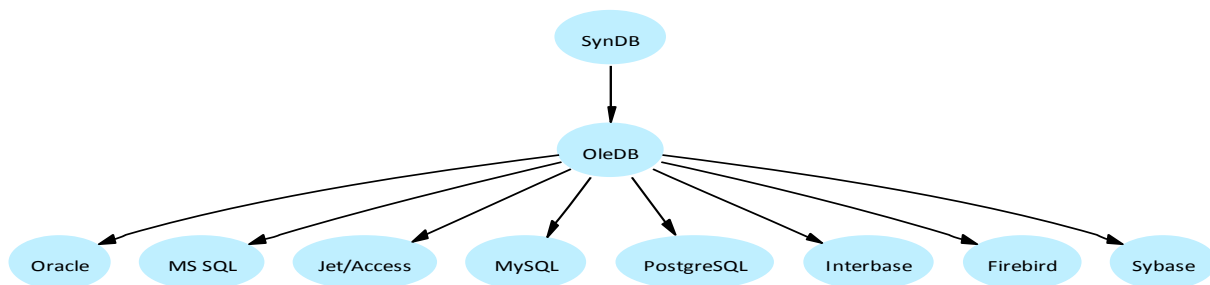 SynDB
OleDB
Oracle MS SQL Jet/Access MySQL PostgreSQL Interbase Firebird Sybase